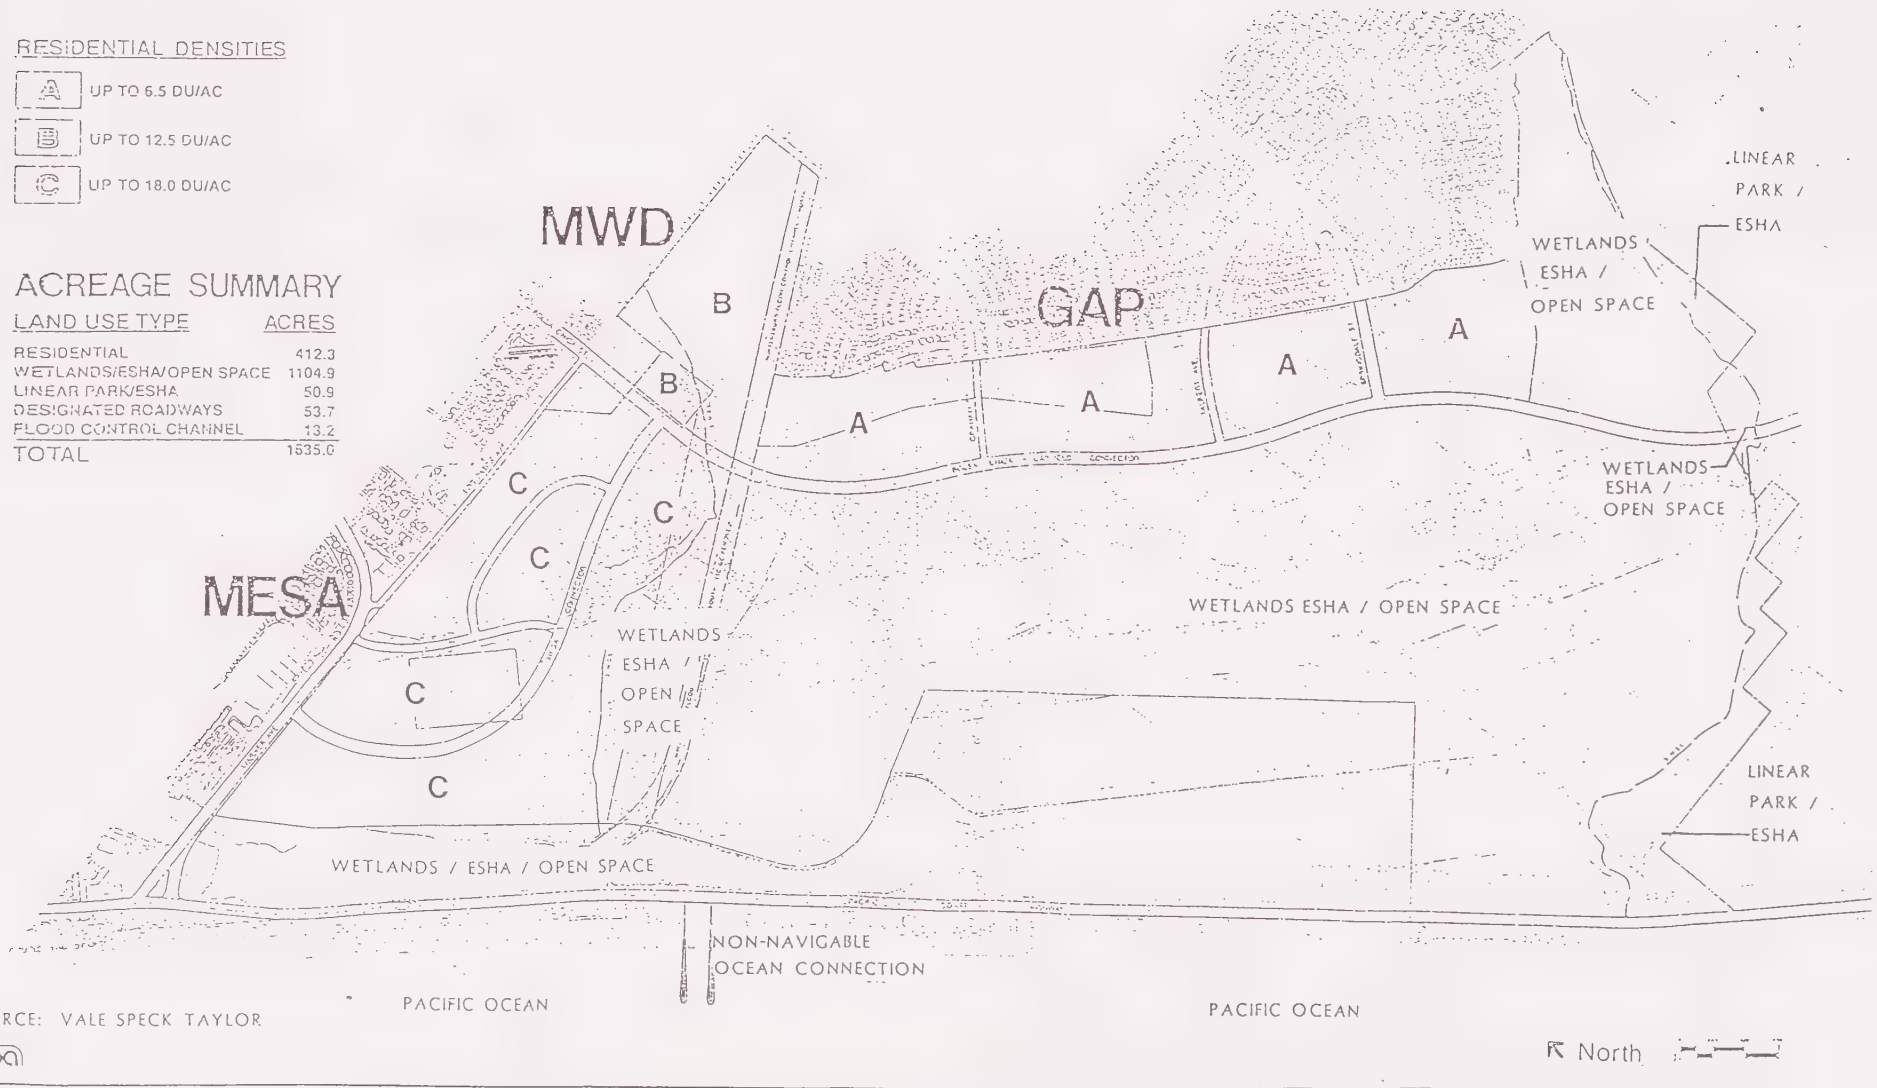 RESIDENTIAL DENSITIES
A UP TO 6.5 DU/AC
B UP TO 12.5 DU/AC
C UP TO 18.0 DU/AC
ACREAGE SUMMARY
LAND USE TYPE ACRES
RESIDENTIAL 412.3
WETLANDS/ESHA/OPEN SPACE 1104.9
LINEAR PARK/ESHA 50.9
DESIGNATED ROADWAYS 53.7
FLOOD CONTROL CHANNEL 13.2
TOTAL 1635.0
MWD
GAP
MESA
B
B
A
A
A
A
C
C
C
C
C
LINEAR
PARK /
ESHA
WETLANDS
ESHA /
OPEN SPACE
WETLANDS
ESHA /
OPEN SPACE
WETLANDS ESHA / OPEN SPACE
WETLANDS
ESHA /
OPEN
SPACE
LINEAR
PARK /
ESHA
WETLANDS / ESHA / OPEN SPACE
PACIFIC COAST HIGHWAY
NON-NAVIGABLE
OCEAN CONNECTION
PACIFIC OCEAN
PACIFIC OCEAN
RCE: VALE SPECK TAYLOR
North